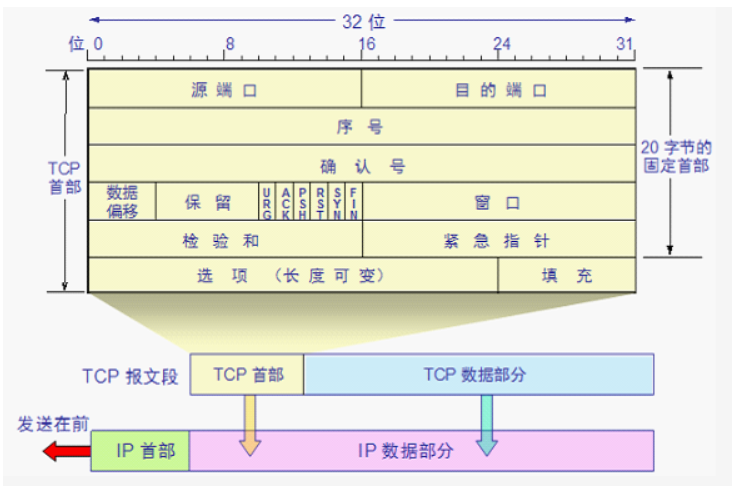 32 位
位 0 8 16 24 31
源端口 目的端口
序号
确认号
数据偏移 保留 URG ACK PSH RST SYN FIN 窗口
检验和 紧急指针
选项 (长度可变) 填充
TCP 首部
20 字节的
固定首部
TCP 报文段 TCP 首部 TCP 数据部分
发送在前
IP 首部 IP 数据部分